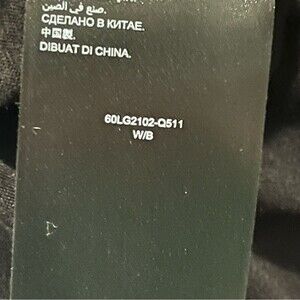 صنع في الصين.
СДЕЛАНО В КИТАЕ.
中国製.
DIBUAT DI CHINA.
60LG2102-Q511
W/B